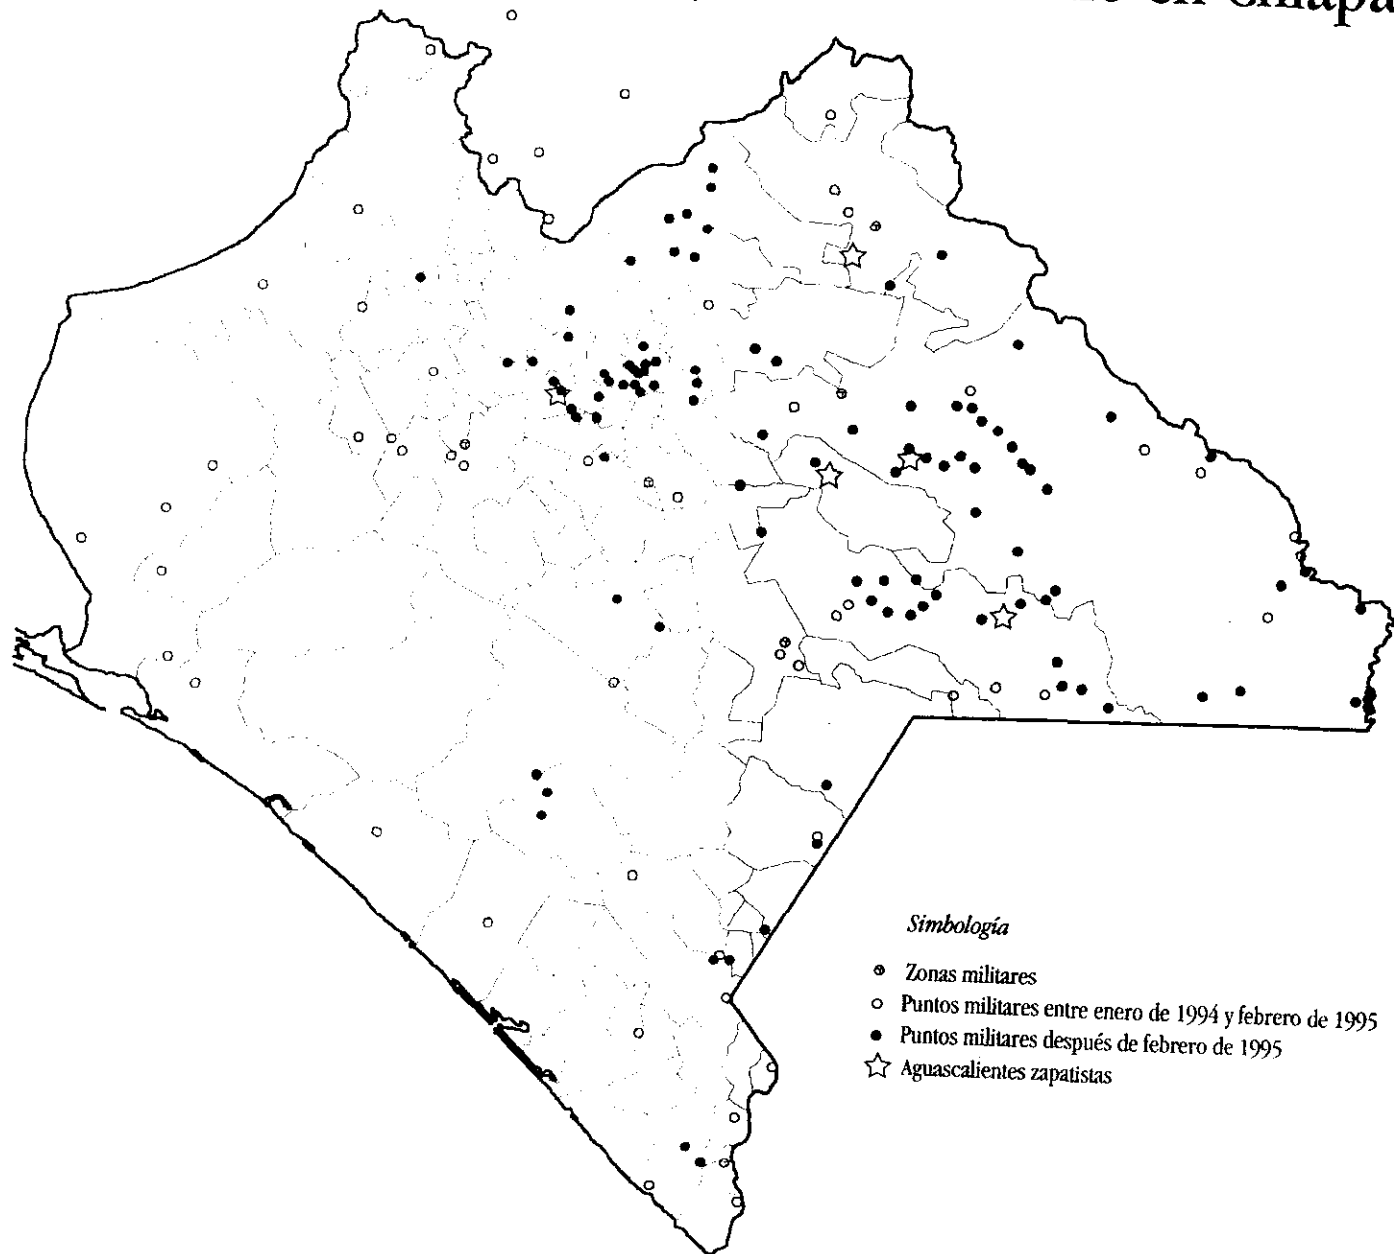 en
Simbología
Zonas militares
Puntos militares entre enero de 1994 y febrero de 1995
Puntos militares después de febrero de 1995
Aguascalientes zapatistas